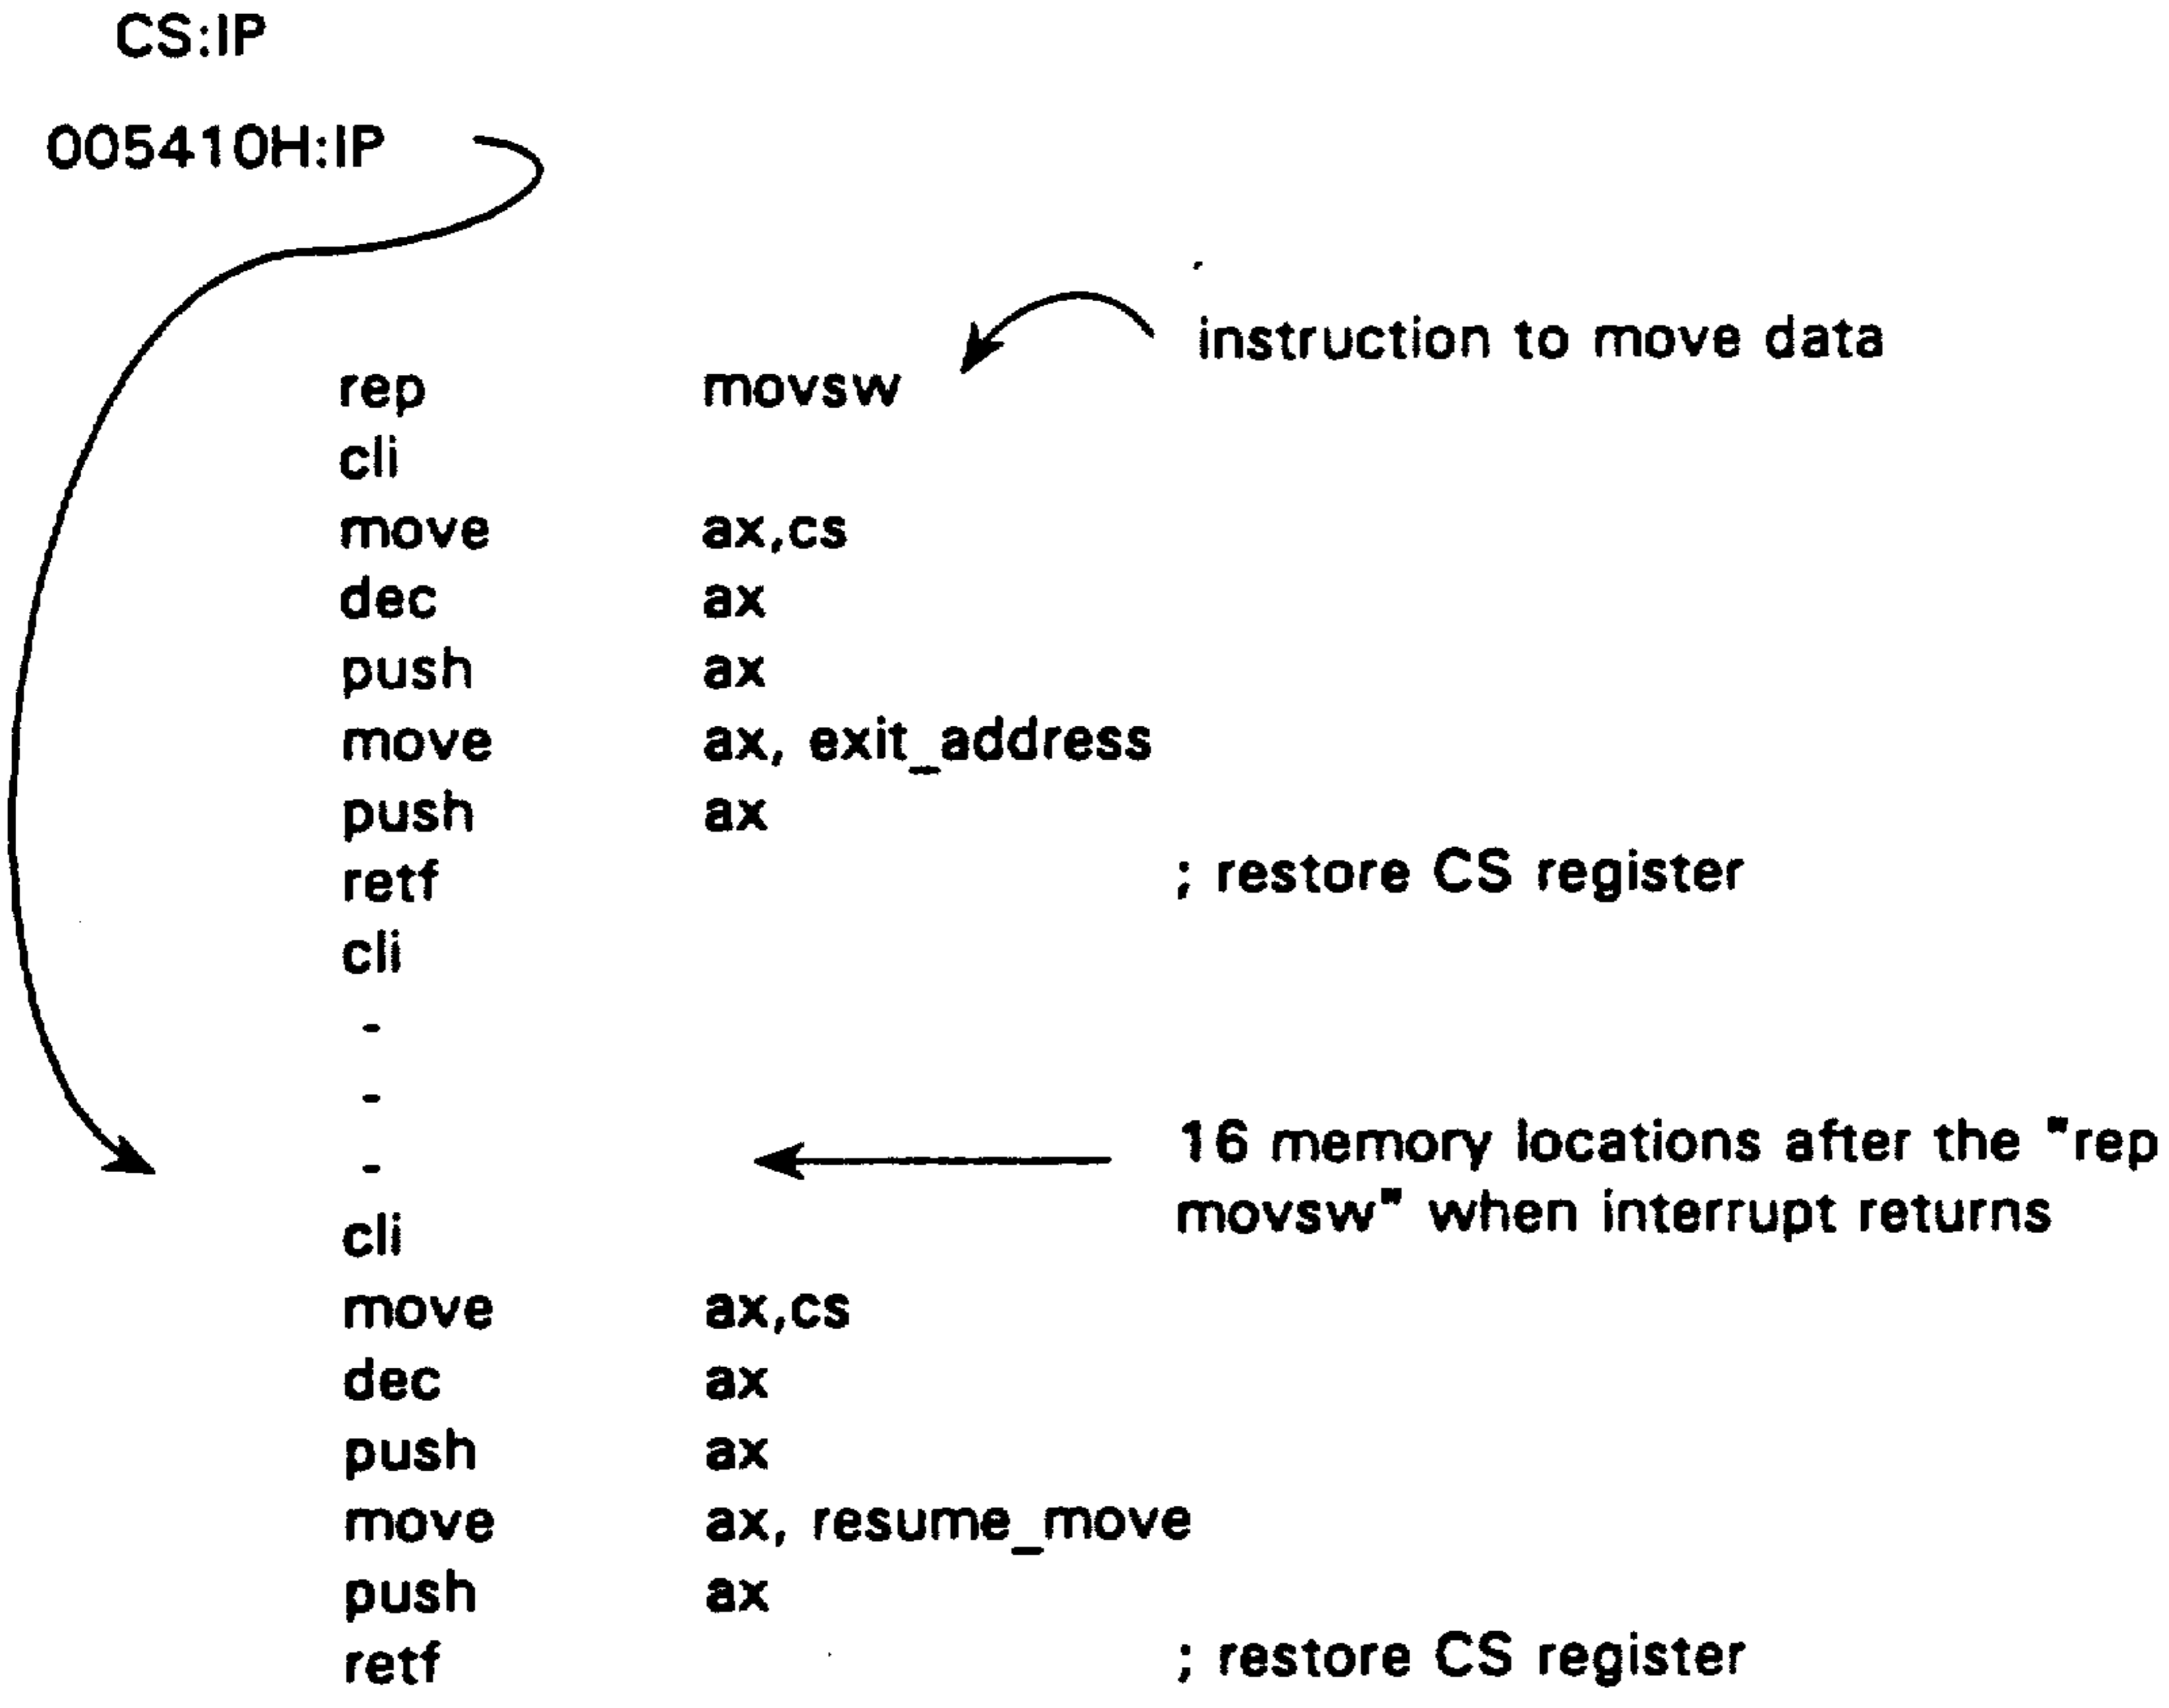 CS:IP
005410H:IP
instruction to move data
rep movsw
cli
move ax,cs
dec ax
push ax
move ax, exit_address
push ax
retf ; restore CS register
cli
-
-
-
16 memory locations after the "rep
movsw" when interrupt returns
cli
move ax,cs
dec ax
push ax
move ax, resume_move
push ax
retf ; restore CS register